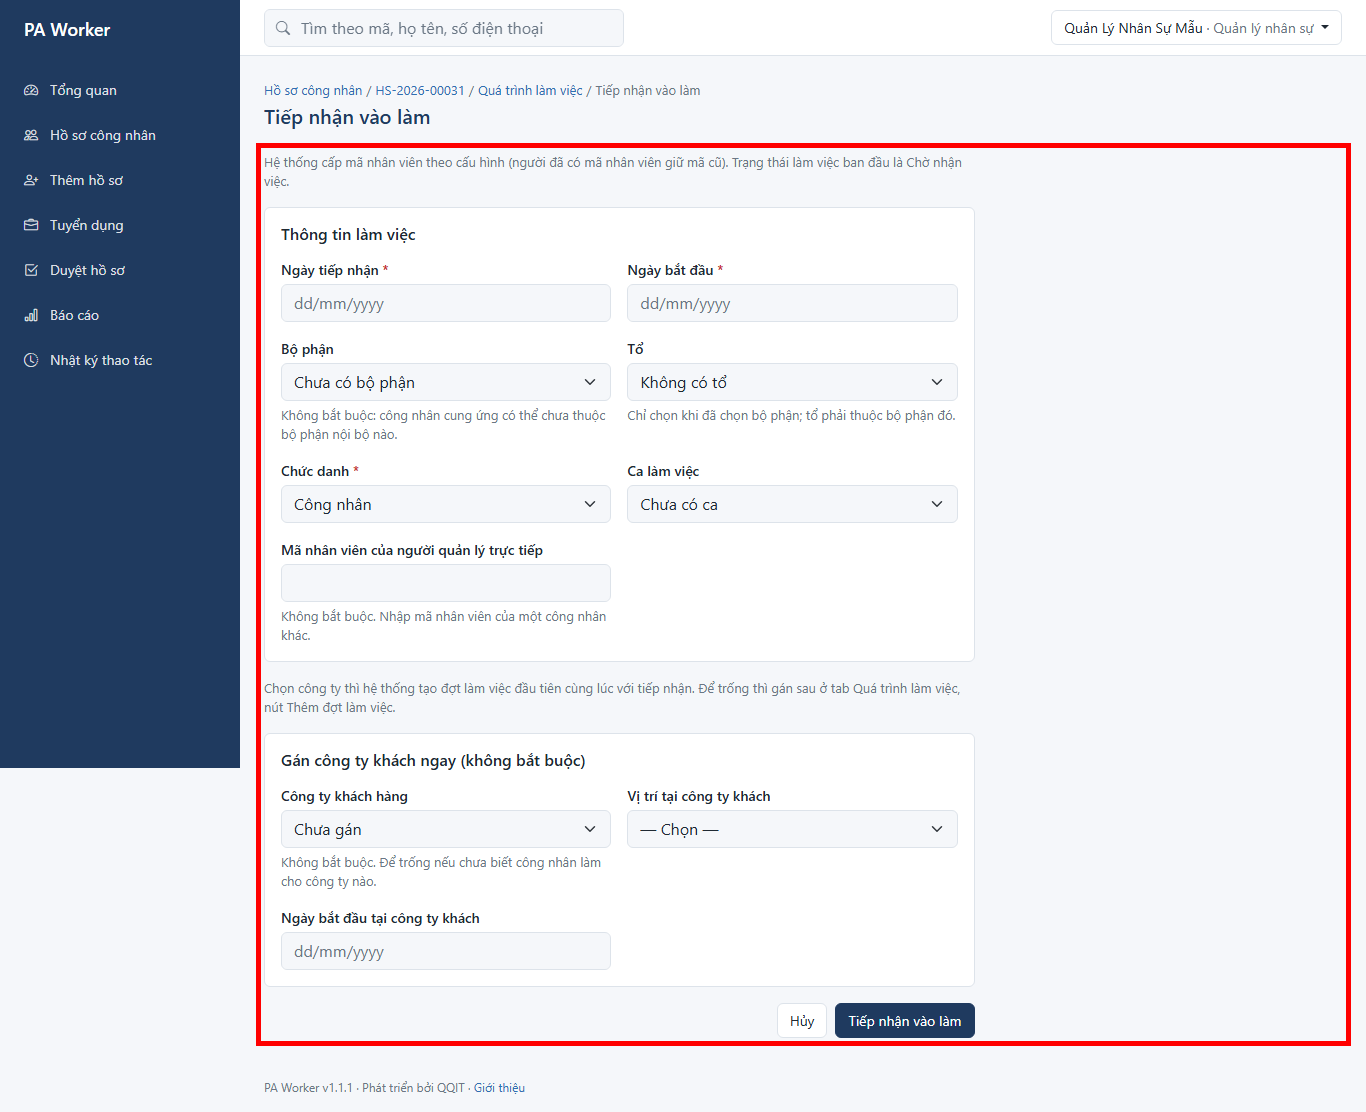 PA Worker
Tìm theo mã, họ tên, số điện thoại
Quản Lý Nhân Sự Mẫu · Quản lý nhân sự
Tổng quan
Hồ sơ công nhân
Thêm hồ sơ
Tuyển dụng
Duyệt hồ sơ
Báo cáo
Nhật ký thao tác
Hồ sơ công nhân / HS-2026-00031 / Quá trình làm việc / Tiếp nhận vào làm
Tiếp nhận vào làm
Hệ thống cấp mã nhân viên theo cấu hình (người đã có mã nhân viên giữ mã cũ). Trạng thái làm việc ban đầu là Chờ nhận
việc.
Thông tin làm việc
Ngày tiếp nhận *
Ngày bắt đầu *
dd/mm/yyyy
dd/mm/yyyy
Bộ phận
Tổ
Chưa có bộ phận
Không có tổ
Không bắt buộc: công nhân cung ứng có thể chưa thuộc
bộ phận nội bộ nào.
Chỉ chọn khi đã chọn bộ phận; tổ phải thuộc bộ phận đó.
Chức danh *
Ca làm việc
Công nhân
Chưa có ca
Mã nhân viên của người quản lý trực tiếp
Không bắt buộc. Nhập mã nhân viên của một công nhân
khác.
Chọn công ty thì hệ thống tạo đợt làm việc đầu tiên cùng lúc với tiếp nhận. Để trống thì gán sau ở tab Quá trình làm việc,
nút Thêm đợt làm việc.
Gán công ty khách ngay (không bắt buộc)
Công ty khách hàng
Vị trí tại công ty khách
Chưa gán
— Chọn —
Không bắt buộc. Để trống nếu chưa biết công nhân làm
cho công ty nào.
Ngày bắt đầu tại công ty khách
dd/mm/yyyy
Hủy
Tiếp nhận vào làm
PA Worker v1.1.1 · Phát triển bởi QQIT · Giới thiệu